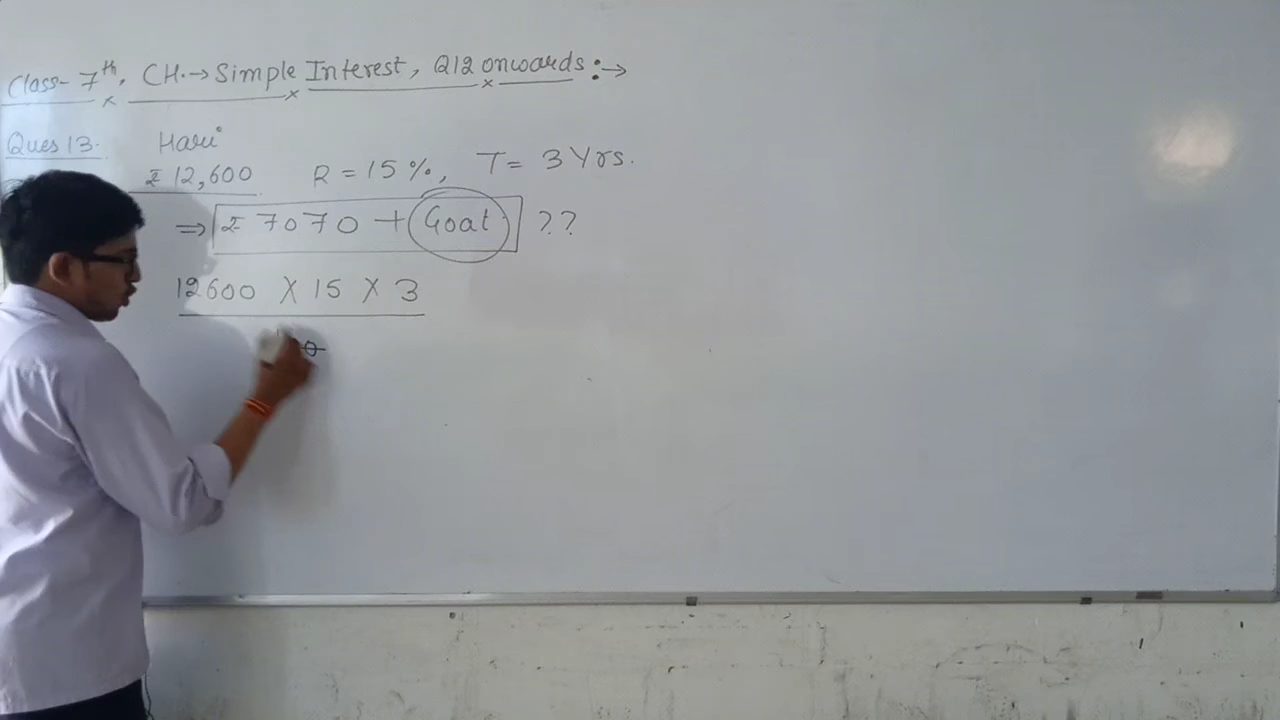 Class- 7th, CH.→ Simple Interest, Q12 onwards :→
Ques 13. Hari
₹ 12,600 R = 15 %, T = 3 Yrs.
⇒ ₹ 7070 + Goat ??
12600 X 15 X 3